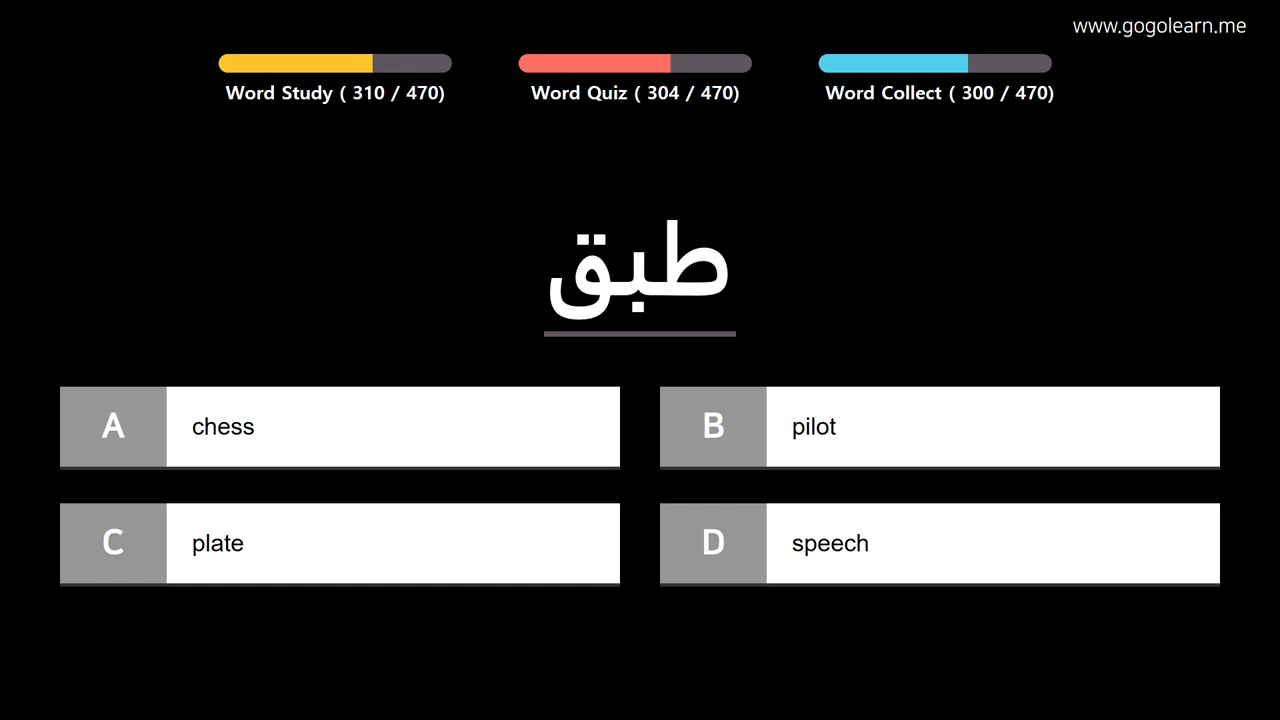 www.gogolearn.me
Word Study ( 310 / 470)
Word Quiz ( 304 / 470)
Word Collect ( 300 / 470)
طبق
A chess
B pilot
C plate
D speech